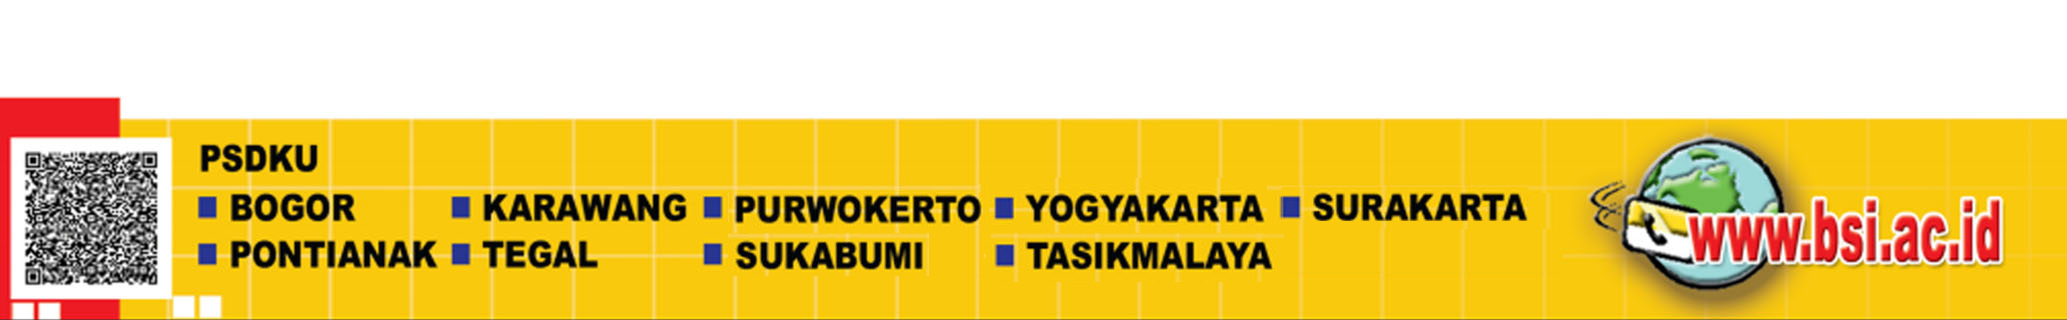 PSDKU
BOGOR KARAWANG PURWOKERTO YOGYAKARTA SURAKARTA
PONTIANAK TEGAL SUKABUMI TASIKMALAYA
www.bsi.ac.id